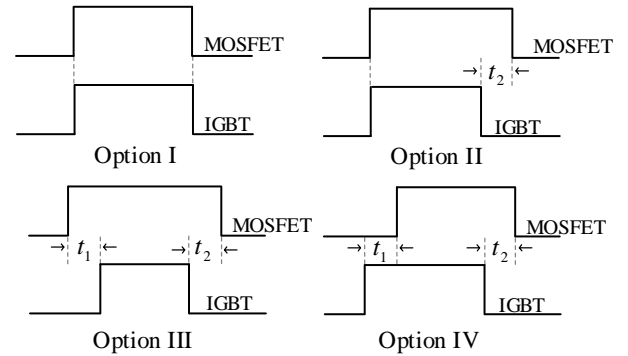 MOSFET
IGBT
Option I
MOSFET
t2
IGBT
Option II
MOSFET
t1
t2
IGBT
Option III
MOSFET
t1
t2
IGBT
Option IV